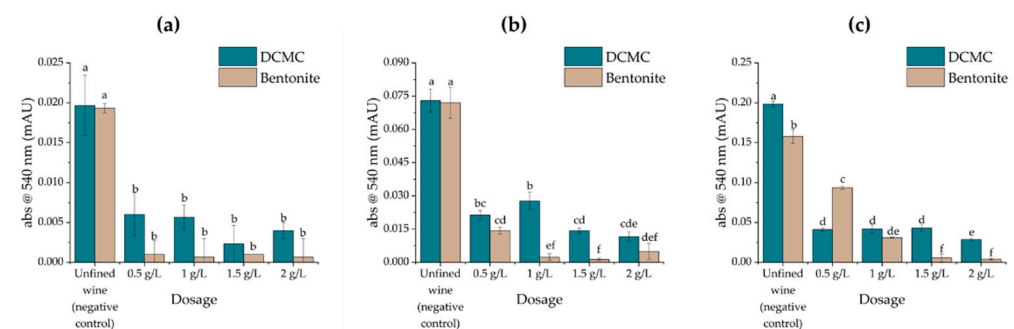 (a)
DCMC
Bentonite
abs @ 540 nm (mAU)
0.025
0.020
0.015
0.010
0.005
0.000
a
a
b
b
b
b
b
b
b
b
Unfined
wine
(negative
control)
0.5 g/L
1 g/L
1.5 g/L
2 g/L
Dosage
(b)
DCMC
Bentonite
abs @ 540 nm (mAU)
0.090
0.075
0.060
0.045
0.030
0.015
0.000
a
a
bc
cd
b
ef
cd
f
cde
def
Unfined
wine
(negative
control)
0.5 g/L
1 g/L
1.5 g/L
2 g/L
Dosage
(c)
DCMC
Bentonite
abs @ 540 nm (mAU)
0.25
0.20
0.15
0.10
0.05
0.00
a
b
d
c
d
de
d
f
e
f
Unfined
wine
(negative
control)
0.5 g/L
1 g/L
1.5 g/L
2 g/L
Dosage